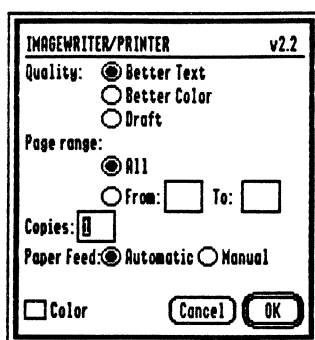 IMAGEWRITER/PRINTER v2.2
Quality: Better Text
Better Color
Draft
Page range:
All
From: To:
Copies: 1
Paper Feed: Automatic Manual
Color Cancel OK